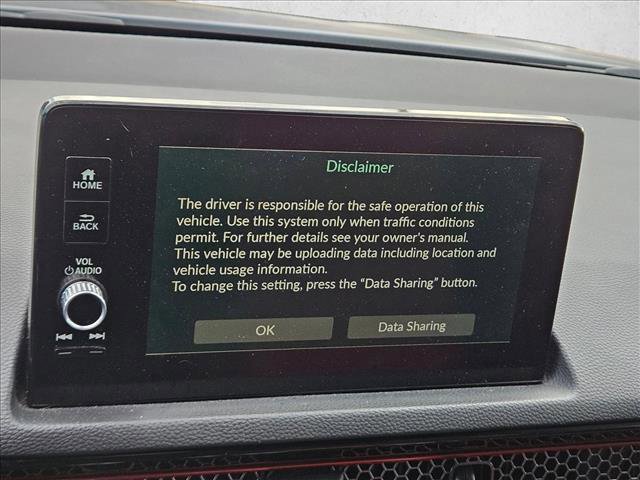 Disclaimer
HOME
BACK
VOL
AUDIO
The driver is responsible for the safe operation of this
vehicle. Use this system only when traffic conditions
permit. For further details see your owner's manual.
This vehicle may be uploading data including location and
vehicle usage information.
To change this setting, press the “Data Sharing” button.
OK
Data Sharing